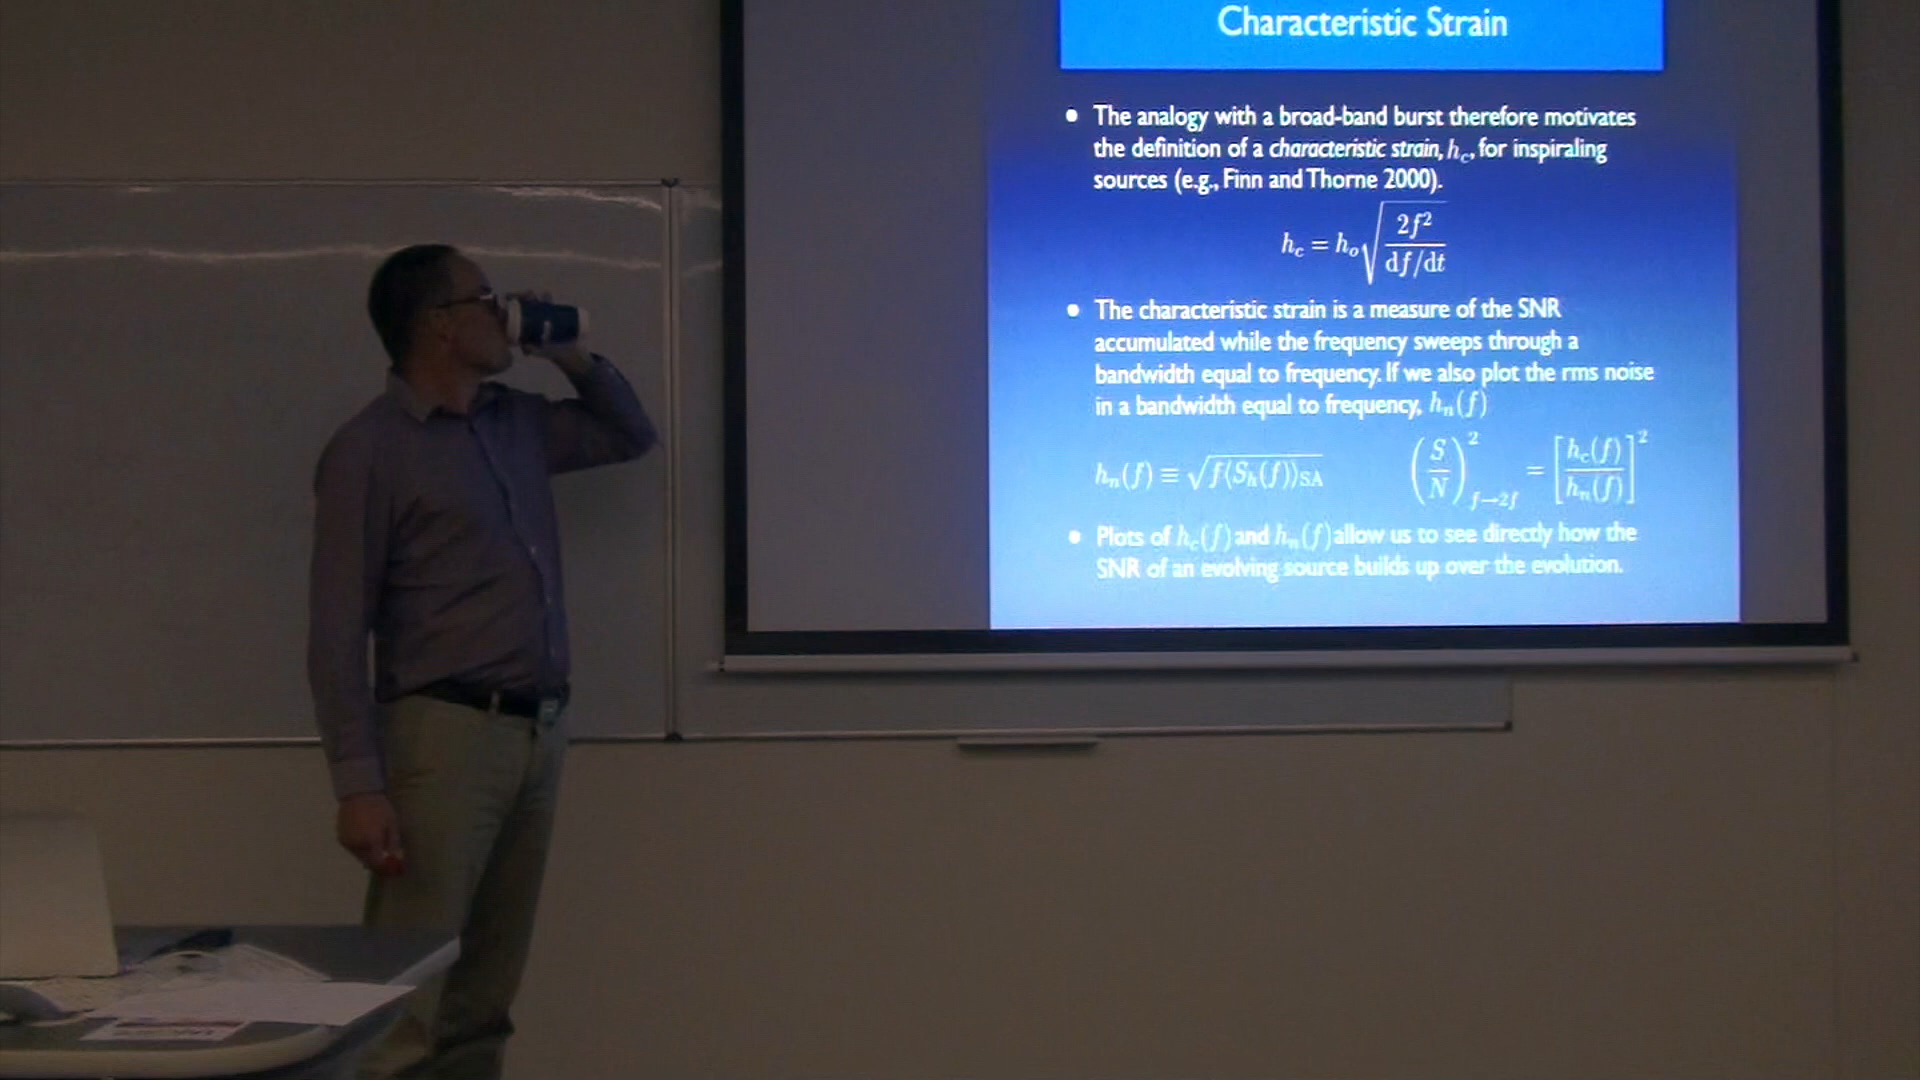 Characteristic Strain
• The analogy with a broad-band burst therefore motivates
the definition of a characteristic strain, h_c, for inspiraling
sources (e.g., Finn and Thorne 2000).
h_c = h_o √(2f² / (df/dt))
• The characteristic strain is a measure of the SNR
accumulated while the frequency sweeps through a
bandwidth equal to frequency. If we also plot the rms noise
in a bandwidth equal to frequency, h_n(f)
h_n(f) ≡ √(f⟨S_h(f)⟩_SA) (S/N)²_{f→2f} = [h_c(f)/h_n(f)]²
• Plots of h_c(f) and h_n(f) allow us to see directly how the
SNR of an evolving source builds up over the evolution.